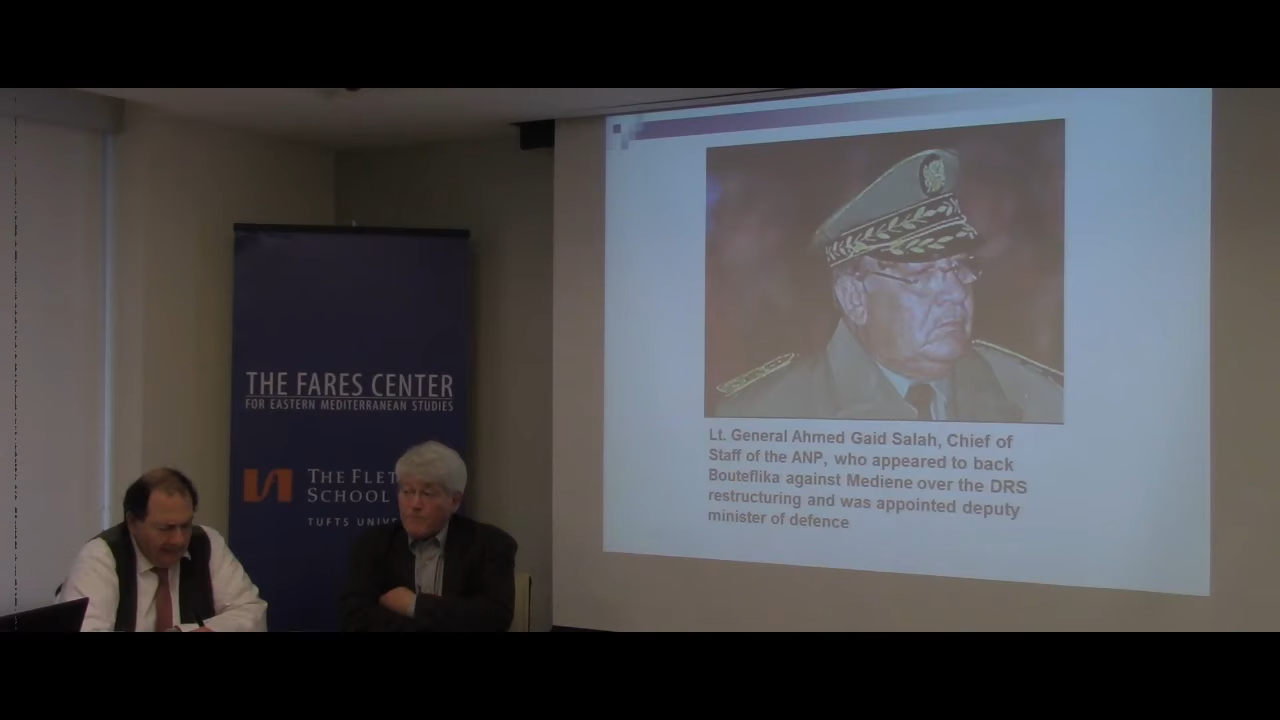 THE FARES CENTER
FOR EASTERN MEDITERRANEAN STUDIES
THE
SCHOOL
TUFTS
Lt. General Ahmed Gaid Salah, Chief of
Staff of the ANP, who appeared to back
Bouteflika against Mediene over the DRS
restructuring and was appointed deputy
minister of defence